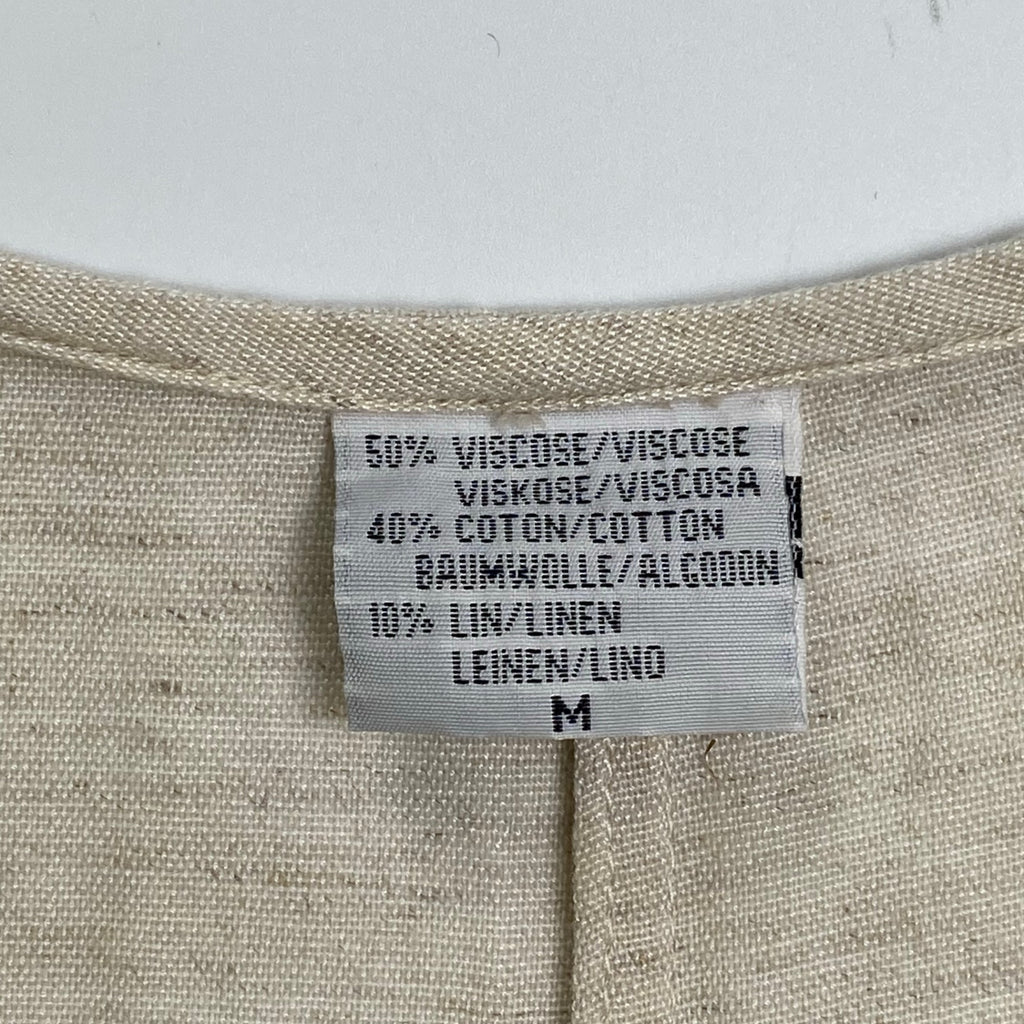 50% VISCOSE/VISCOSE
VISKOSE/VISCOSA
40% COTON/COTTON
BAUMWOLLE/ALGODON
10% LIN/LINEN
LEINEN/LINO
M